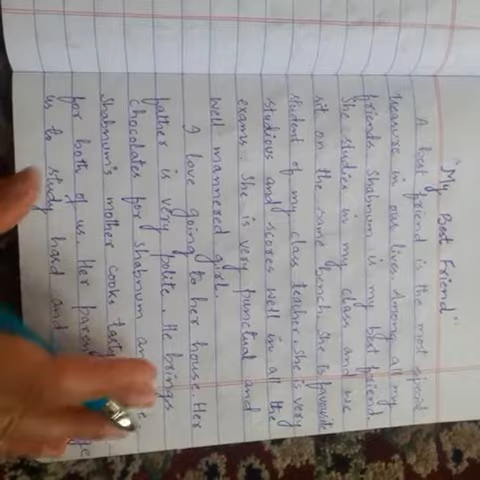 "My Best Friend"
A best friend is the most special
treasure in our lives. Among all my
friends Shabnum is my best friend.
She studies in my class and we
sit on the same bench. She is favourite
student of my class teacher. She is very
studious and scores well in all the
exams. She is very punctual and
well mannered girl.
I love going to her house. Her
father is very polite. He brings
chocolates for Shabnum and
Shabnum's mother cooks tasty
for both of us. Her parents
us to study hard and